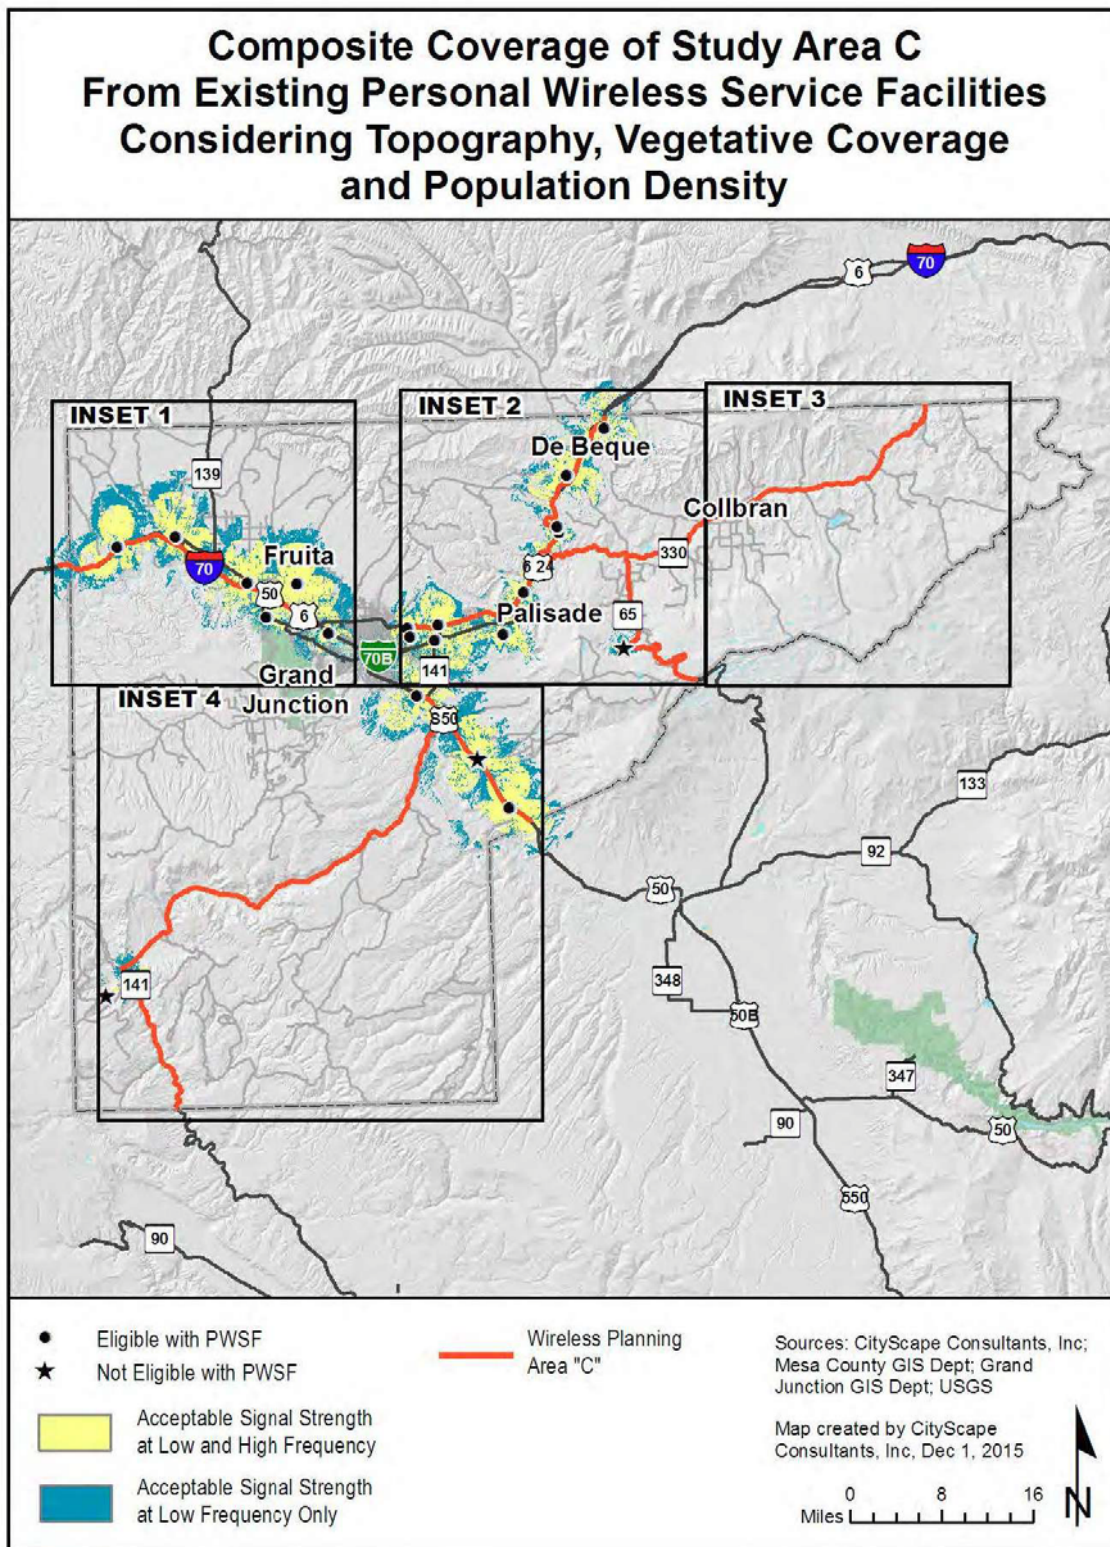 Composite Coverage of Study Area C
From Existing Personal Wireless Service Facilities
Considering Topography, Vegetative Coverage
and Population Density
6
70
INSET 1
INSET 2
INSET 3
De Beque
139
Collbran
330
Fruita
70
6 24
50
6
Palisade
65
70B
141
Grand
Junction
INSET 4
S50
133
92
50
141
348
50B
347
90
50
550
90
Eligible with PWSF
Not Eligible with PWSF
Acceptable Signal Strength
at Low and High Frequency
Acceptable Signal Strength
at Low Frequency Only
Wireless Planning
Area "C"
Sources: CityScape Consultants, Inc;
Mesa County GIS Dept; Grand
Junction GIS Dept; USGS
Map created by CityScape
Consultants, Inc, Dec 1, 2015
0 8 16
Miles
N